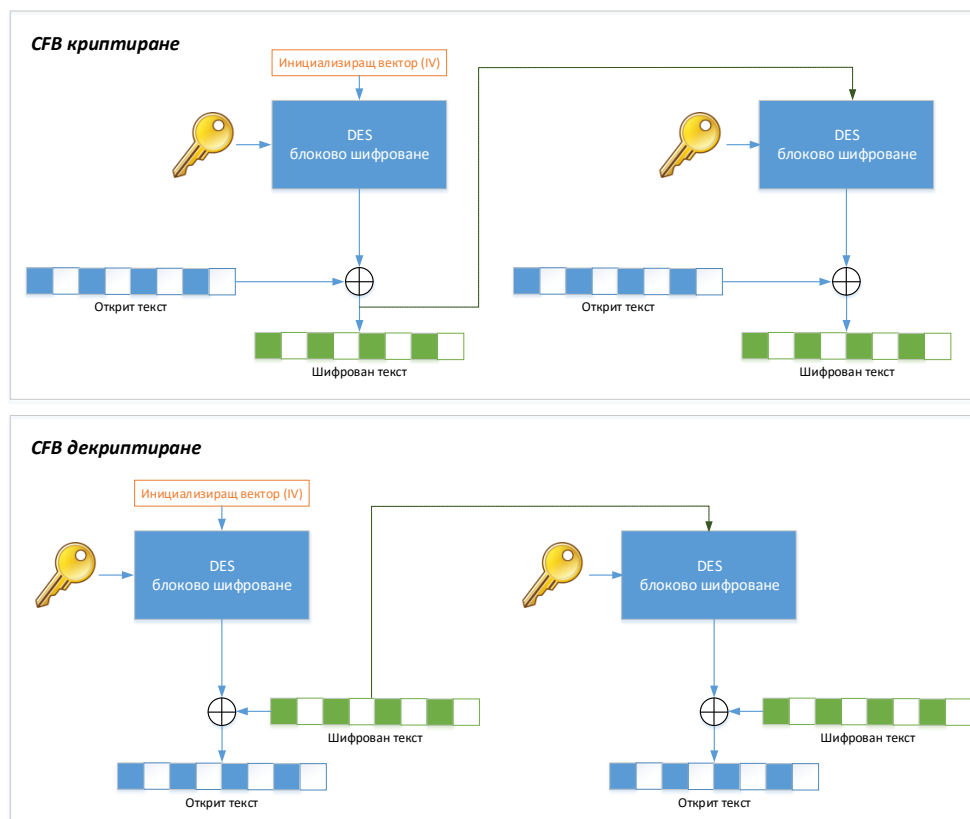 CFB криптиране
Инициализиращ вектор (IV)
DES
блоково шифроване
DES
блоково шифроване
Открит текст
Открит текст
Шифрован текст
Шифрован текст
CFB декриптиране
Инициализиращ вектор (IV)
DES
блоково шифроване
DES
блоково шифроване
Шифрован текст
Шифрован текст
Открит текст
Открит текст